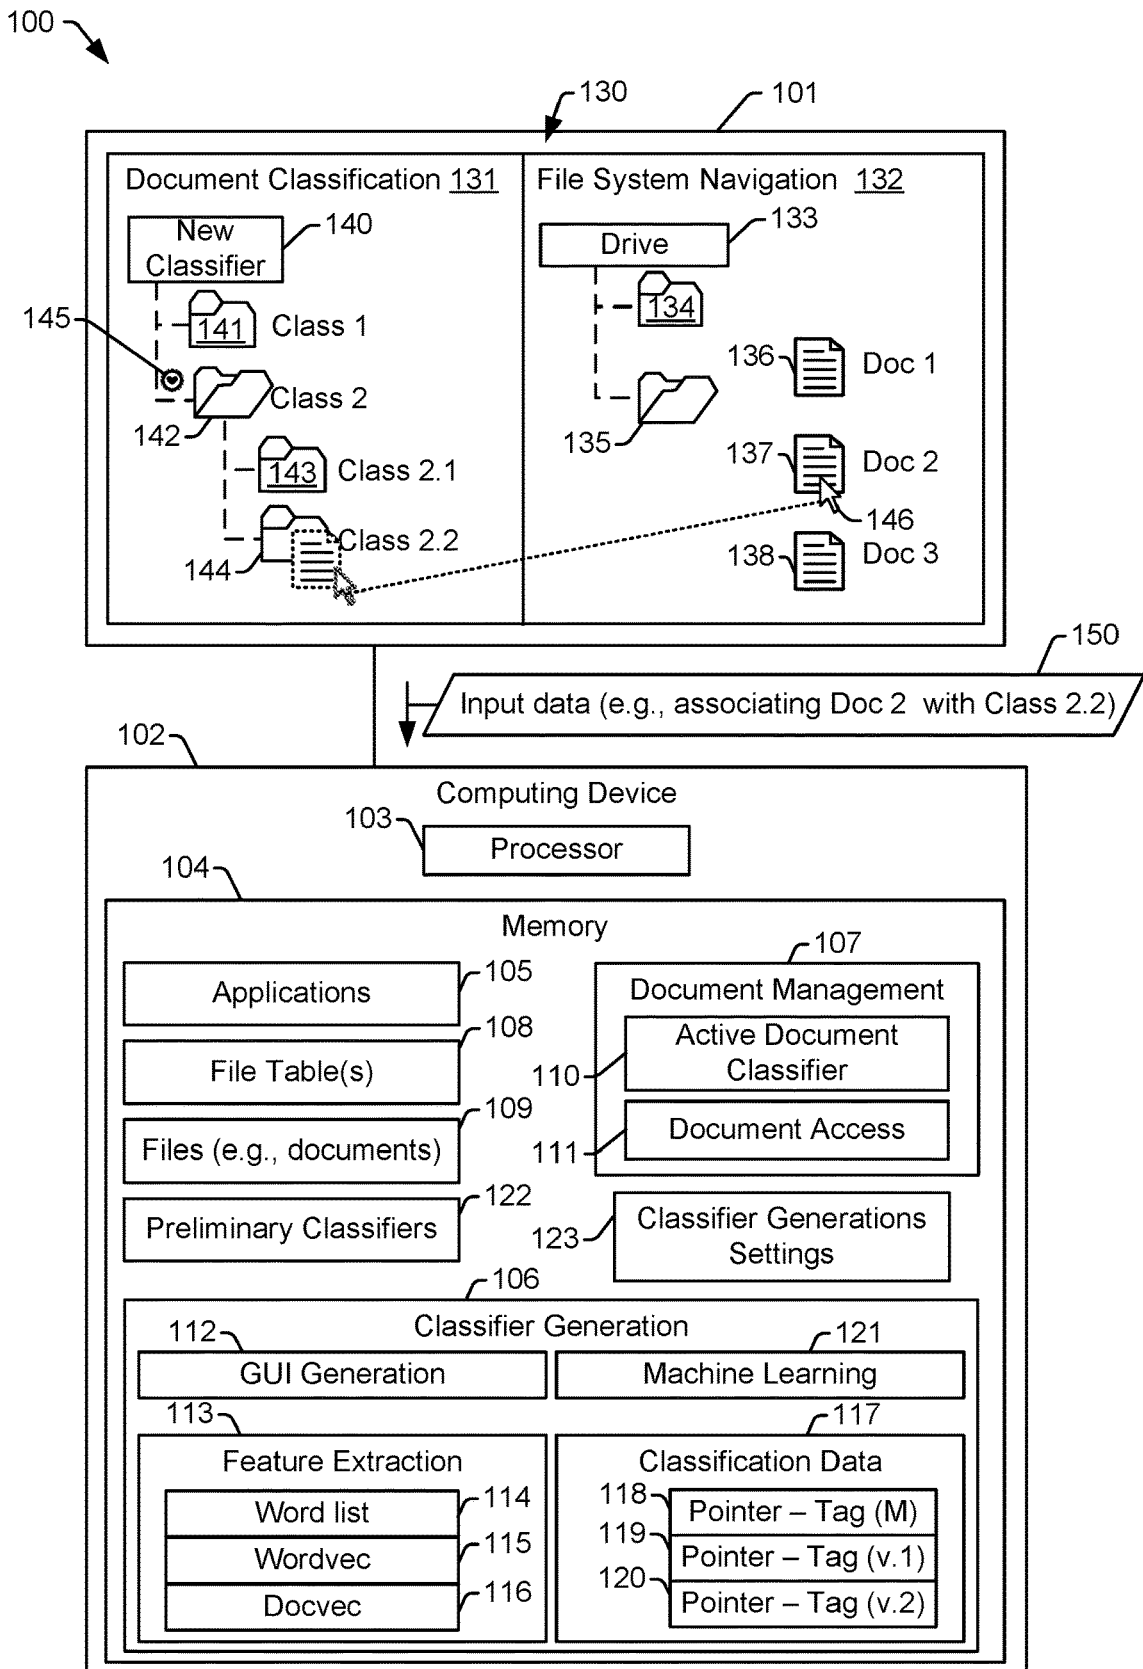 100
130
101
Document Classification 131
File System Navigation 132
New
Classifier
140
Drive
133
145
141
Class 1
134
136
Doc 1
Class 2
142
135
143
Class 2.1
137
Doc 2
146
Class 2.2
144
138
Doc 3
150
Input data (e.g., associating Doc 2 with Class 2.2)
102
Computing Device
103
Processor
104
Memory
107
105
Applications
Document Management
108
File Table(s)
Active Document
Classifier
110
109
Files (e.g., documents)
Document Access
111
122
Preliminary Classifiers
Classifier Generations
Settings
123
106
Classifier Generation
112
121
GUI Generation
Machine Learning
113
117
Feature Extraction
Classification Data
Word list
114
118
Pointer – Tag (M)
Wordvec
115
119
Pointer – Tag (v.1)
Docvec
116
120
Pointer – Tag (v.2)